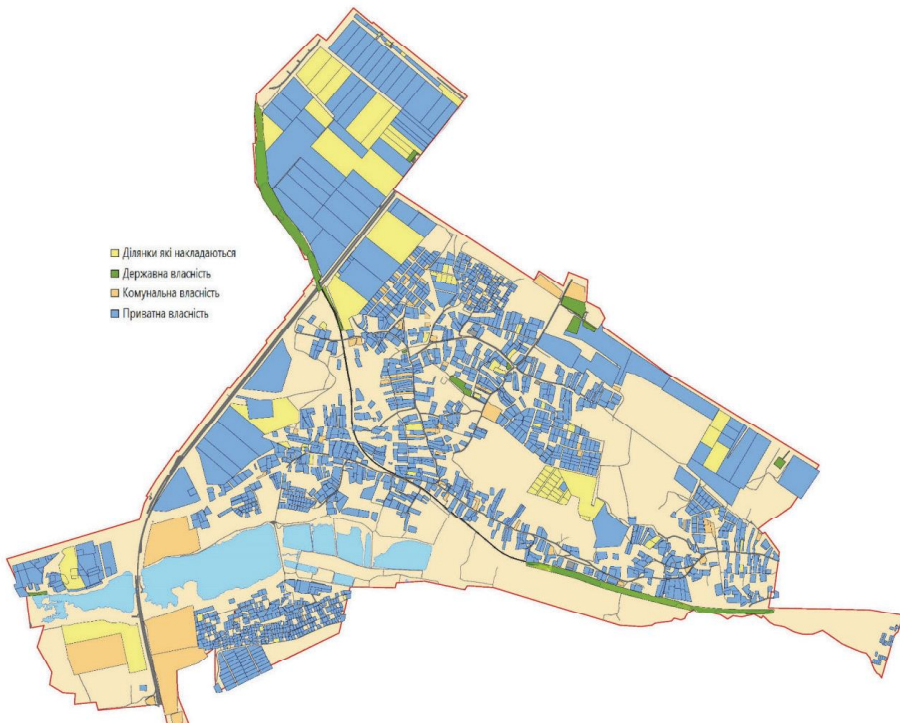 Ділянки які накладаються
Державна власність
Комунальна власність
Приватна власність